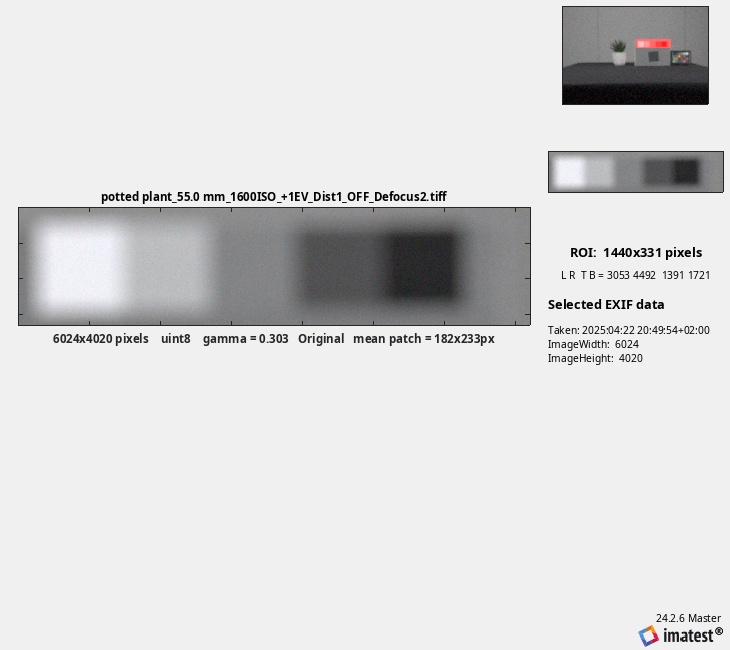 potted plant_55.0 mm_1600ISO_+1EV_Dist1_OFF_Defocus2.tiff
6024x4020 pixels    uint8    gamma = 0.303   Original   mean patch = 182x233px
ROI:  1440x331 pixels
L R  T B = 3053 4492  1391 1721
Selected EXIF data
Taken: 2025:04:22 20:49:54+02:00
ImageWidth:  6024
ImageHeight:  4020
24.2.6 Master
imatest®